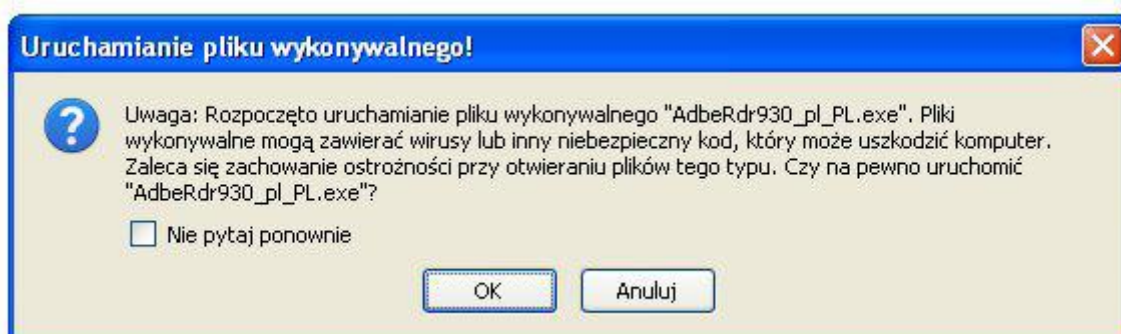 Uruchamianie pliku wykonywalnego!
Uwaga: Rozpoczęto uruchamianie pliku wykonywalnego "AdbeRdr930_pl_PL.exe". Pliki
wykonywalne mogą zawierać wirusy lub inny niebezpieczny kod, który może uszkodzić komputer.
Zaleca się zachowanie ostrożności przy otwieraniu plików tego typu. Czy na pewno uruchomić
"AdbeRdr930_pl_PL.exe"?
Nie pytaj ponownie
OK Anuluj